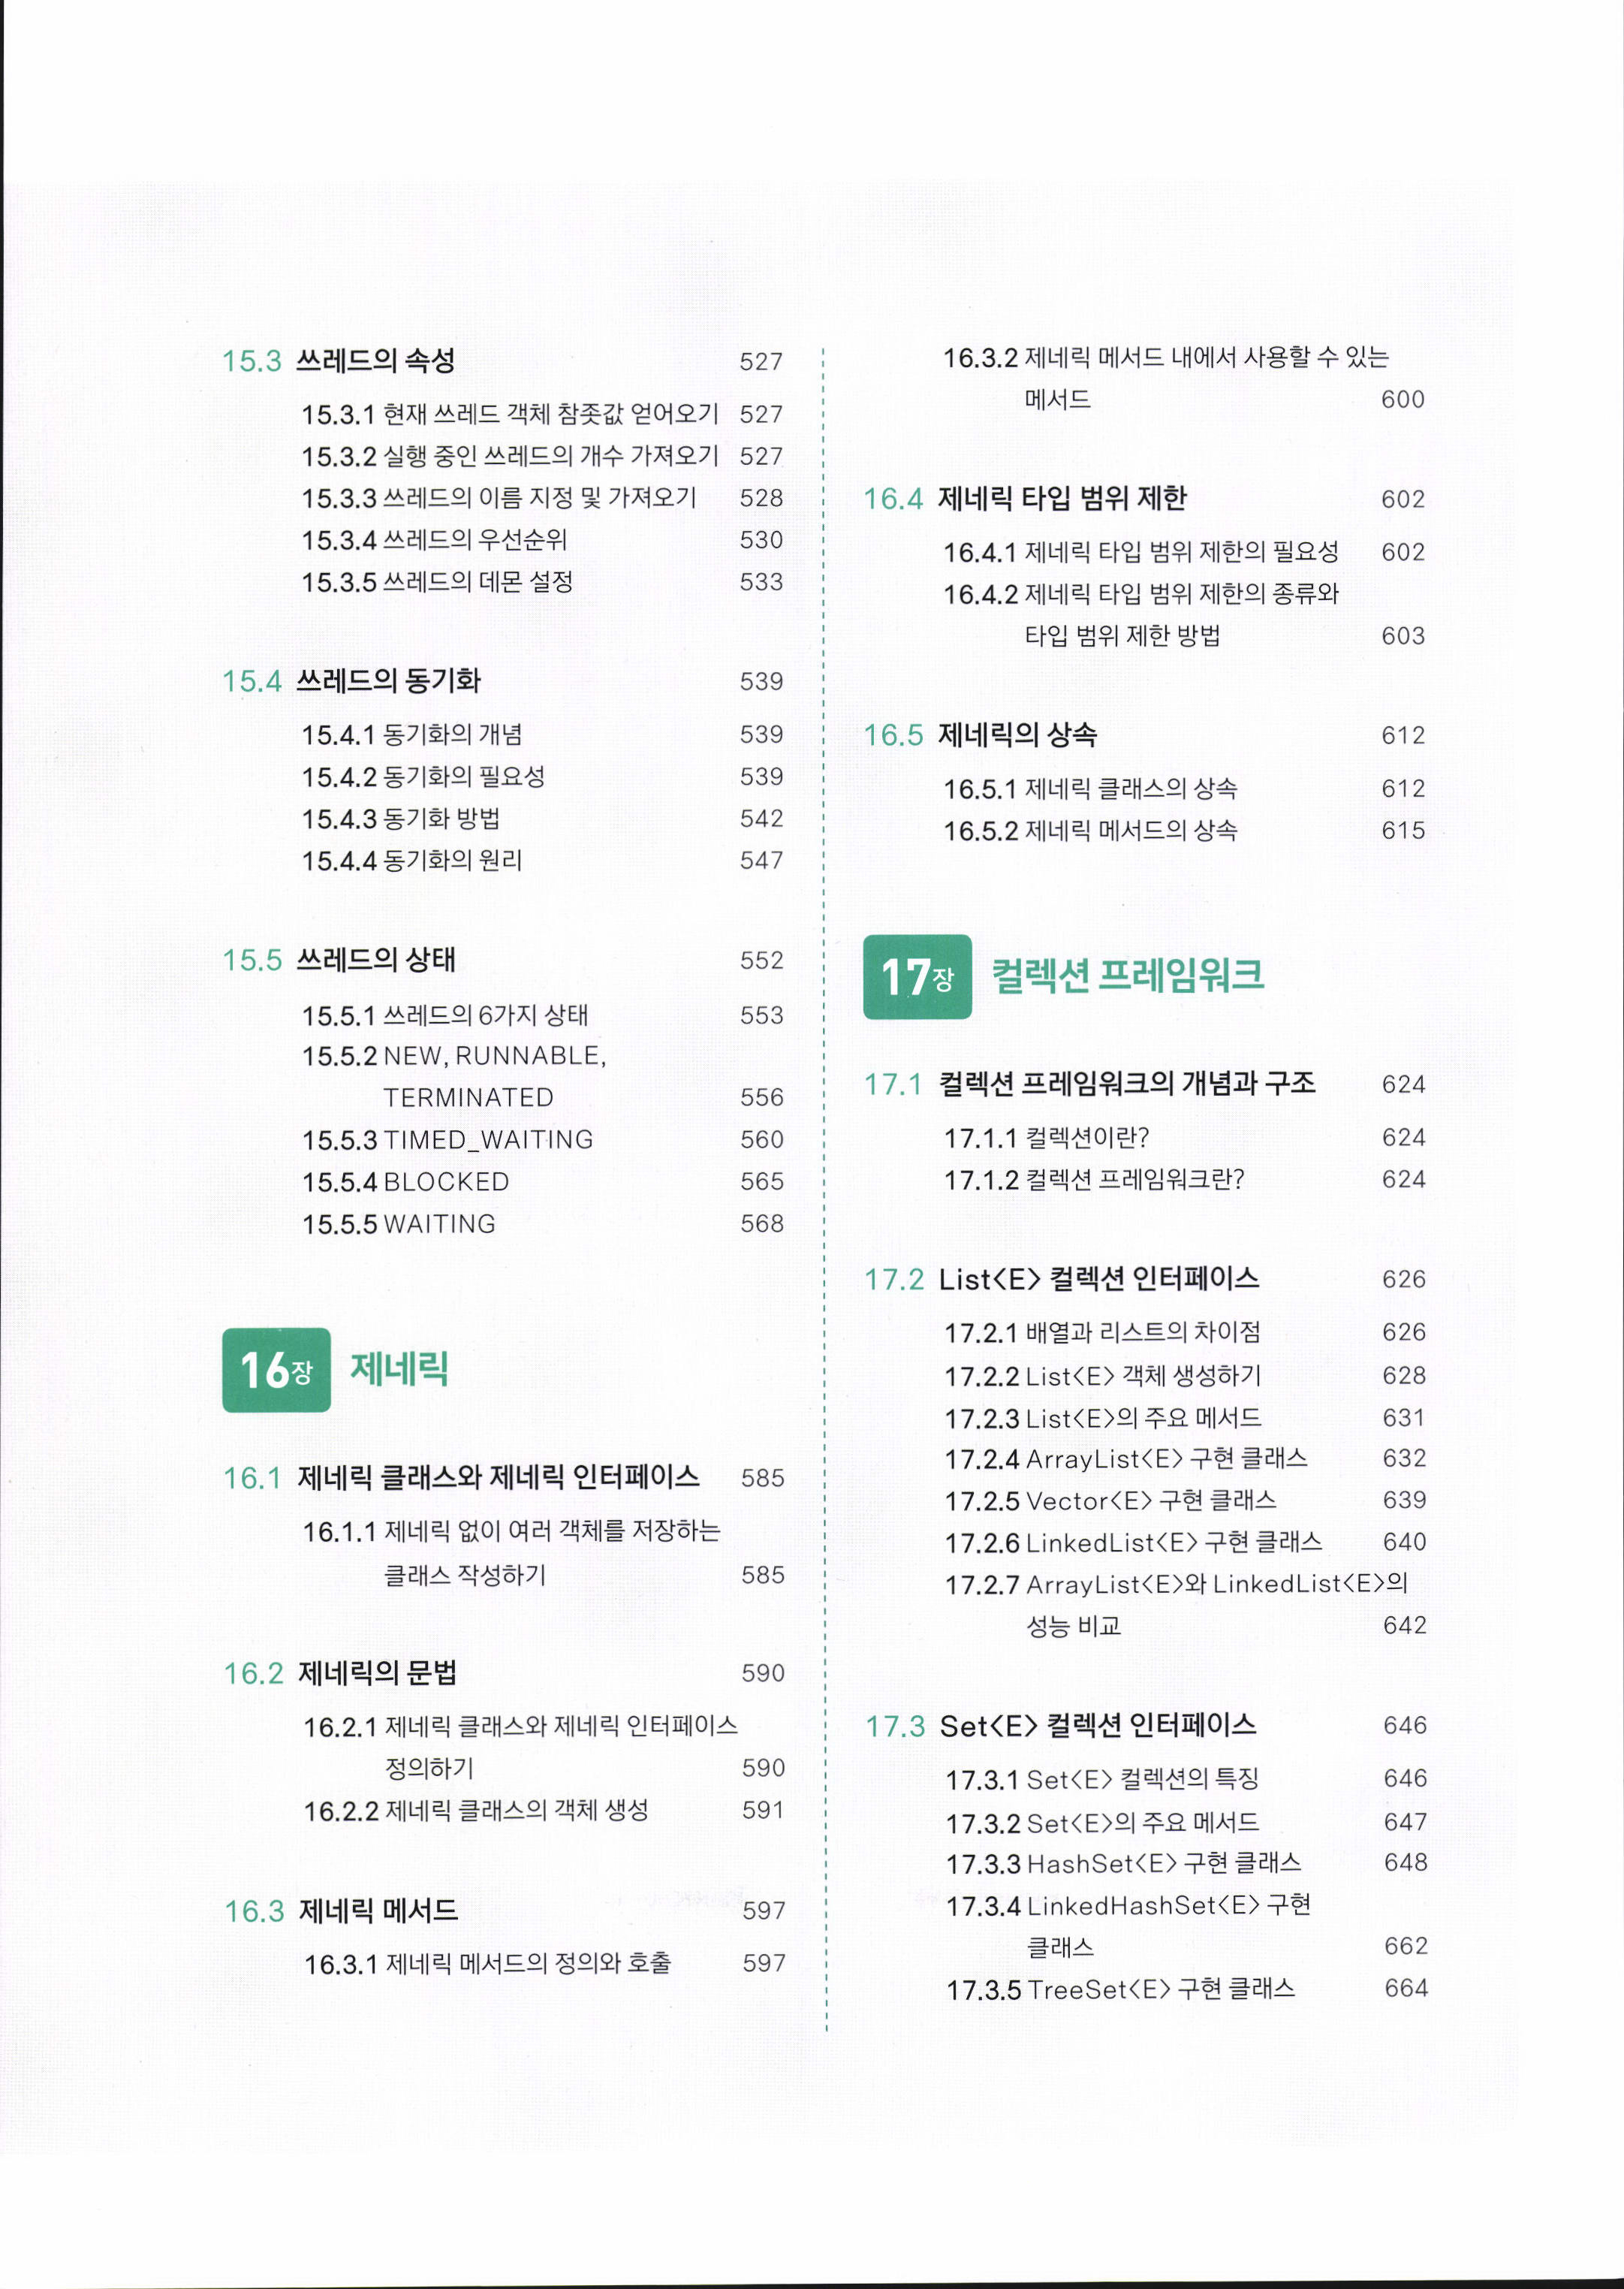 15.3 쓰레드의 속성 527
15.3.1 현재 쓰레드 객체 참좃값 얻어오기 527
15.3.2 실행 중인 쓰레드의 개수 가져오기 527
15.3.3 쓰레드의 이름 지정 및 가져오기 528
15.3.4 쓰레드의 우선순위 530
15.3.5 쓰레드의 데몬 설정 533
15.4 쓰레드의 동기화 539
15.4.1 동기화의 개념 539
15.4.2 동기화의 필요성 539
15.4.3 동기화 방법 542
15.4.4 동기화의 원리 547
15.5 쓰레드의 상태 552
15.5.1 쓰레드의 6가지 상태 553
15.5.2 NEW, RUNNABLE,
TERMINATED 556
15.5.3 TIMED_WAITING 560
15.5.4 BLOCKED 565
15.5.5 WAITING 568
16장 제네릭
16.1 제네릭 클래스와 제네릭 인터페이스 585
16.1.1 제네릭 없이 여러 객체를 저장하는
클래스 작성하기 585
16.2 제네릭의 문법 590
16.2.1 제네릭 클래스와 제네릭 인터페이스
정의하기 590
16.2.2 제네릭 클래스의 객체 생성 591
16.3 제네릭 메서드 597
16.3.1 제네릭 메서드의 정의와 호출 597
16.3.2 제네릭 메서드 내에서 사용할 수 있는
메서드 600
16.4 제네릭 타입 범위 제한 602
16.4.1 제네릭 타입 범위 제한의 필요성 602
16.4.2 제네릭 타입 범위 제한의 종류와
타입 범위 제한 방법 603
16.5 제네릭의 상속 612
16.5.1 제네릭 클래스의 상속 612
16.5.2 제네릭 메서드의 상속 615
17장 컬렉션 프레임워크
17.1 컬렉션 프레임워크의 개념과 구조 624
17.1.1 컬렉션이란? 624
17.1.2 컬렉션 프레임워크란? 624
17.2 List<E> 컬렉션 인터페이스 626
17.2.1 배열과 리스트의 차이점 626
17.2.2 List<E> 객체 생성하기 628
17.2.3 List<E>의 주요 메서드 631
17.2.4 ArrayList<E> 구현 클래스 632
17.2.5 Vector<E> 구현 클래스 639
17.2.6 LinkedList<E> 구현 클래스 640
17.2.7 ArrayList<E>와 LinkedList<E>의
성능 비교 642
17.3 Set<E> 컬렉션 인터페이스 646
17.3.1 Set<E> 컬렉션의 특징 646
17.3.2 Set<E>의 주요 메서드 647
17.3.3 HashSet<E> 구현 클래스 648
17.3.4 LinkedHashSet<E> 구현
클래스 662
17.3.5 TreeSet<E> 구현 클래스 664